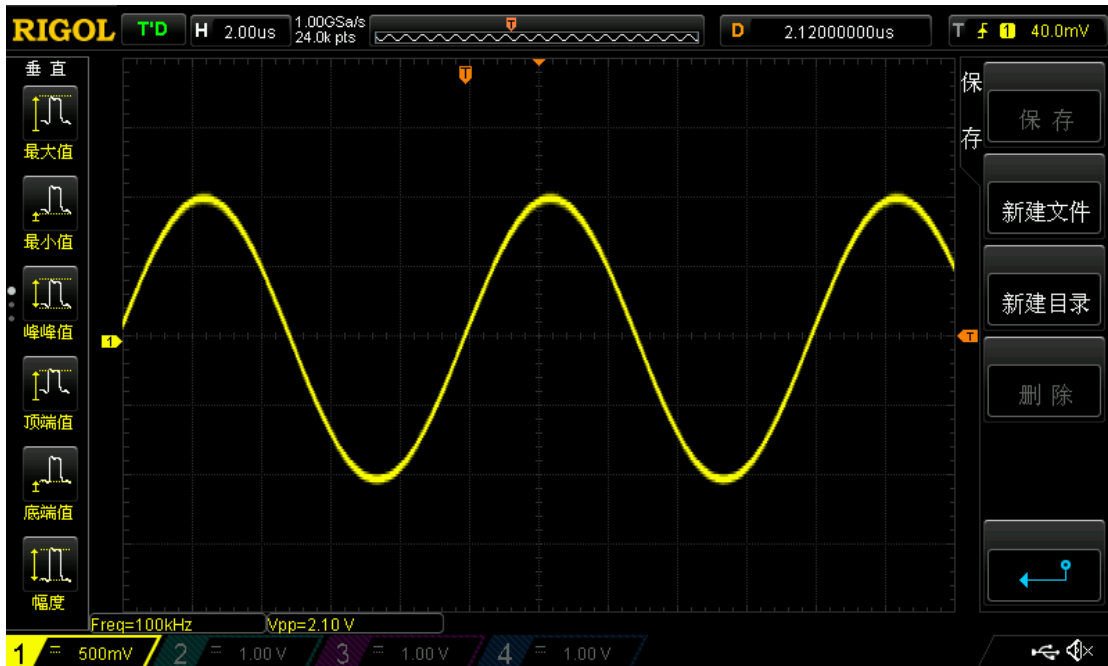 RIGOL T'D H 2.00us 1.00GSa/s D 2.12000000us T 1 40.0mV
24.0k pts
T
垂直
最大值
最小值
峰峰值
顶端值
底端值
幅度
1
T
保存
保存
新建文件
新建目录
删除
Freq=100kHz Vpp=2.10 V
1 = 500mV 2 = 1.00 V 3 = 1.00 V 4 = 1.00 V